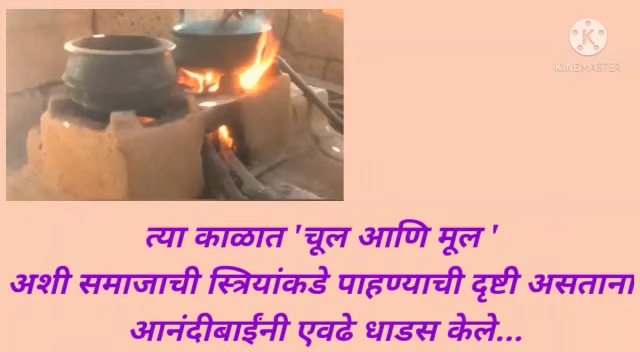 KINEMASTER
त्या काळात 'चूल आणि मूल '
अशी समाजाची स्त्रियांकडे पाहण्याची दृष्टी असताना
आनंदीबाईंनी एवढे धाडस केले...